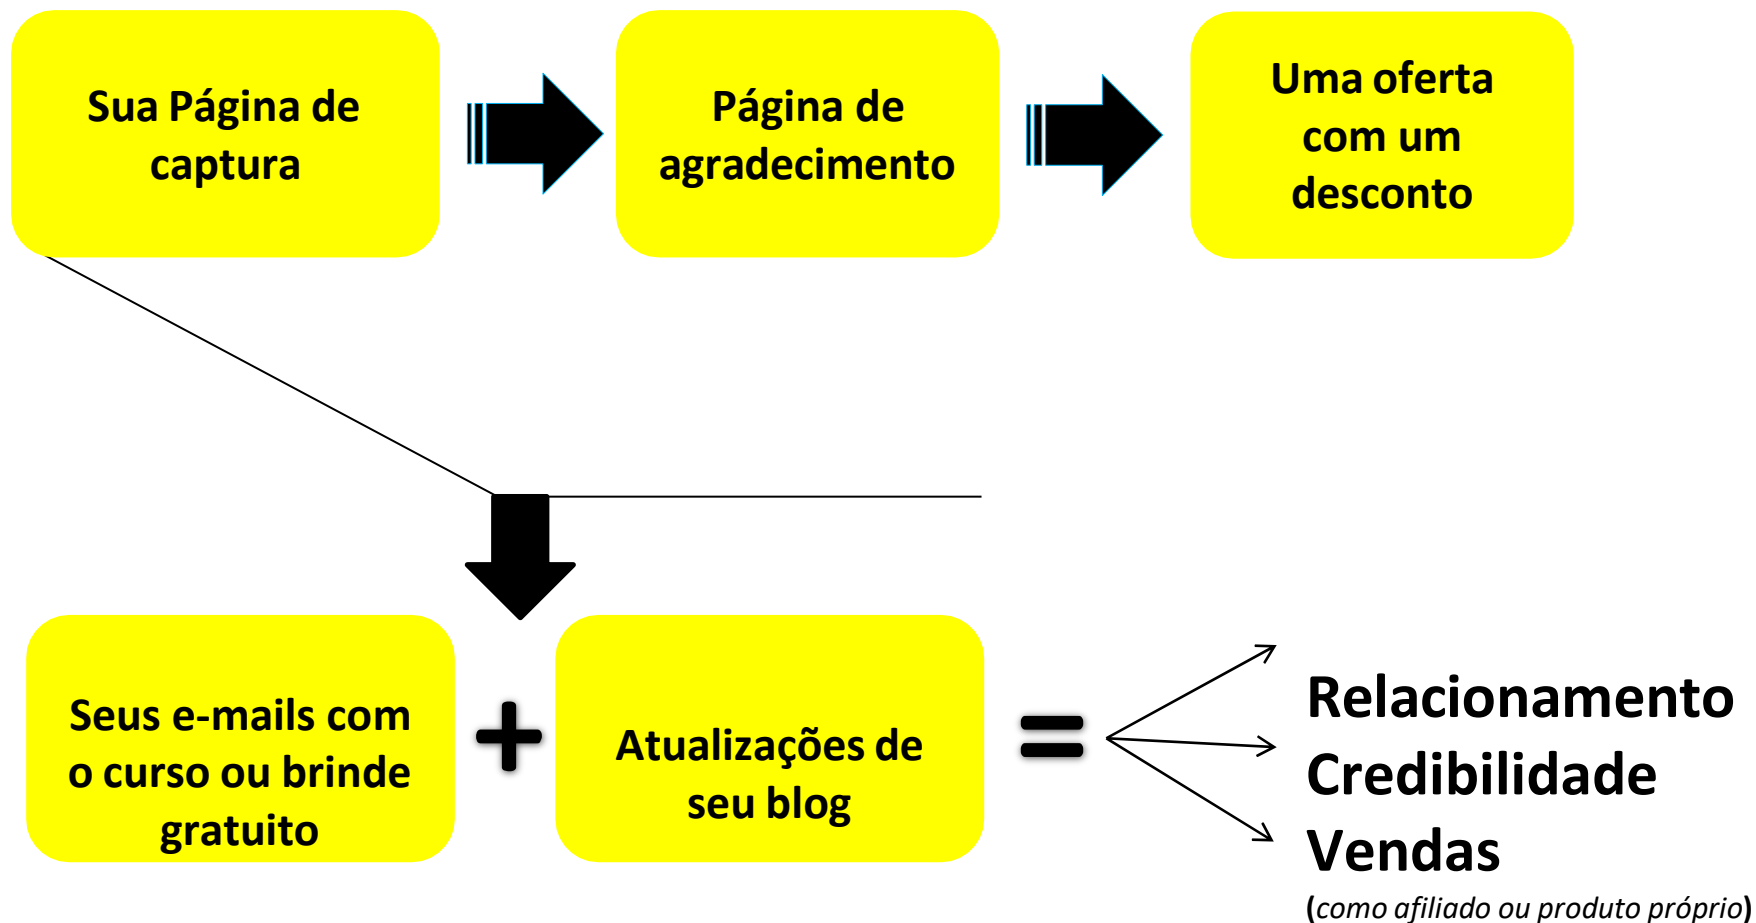 Sua Página de
captura
Página de
agradecimento
Uma oferta
com um
desconto
Seus e-mails com
o curso ou brinde
gratuito
+
Atualizações de
seu blog
=
Relacionamento
Credibilidade
Vendas
(como afiliado ou produto próprio)